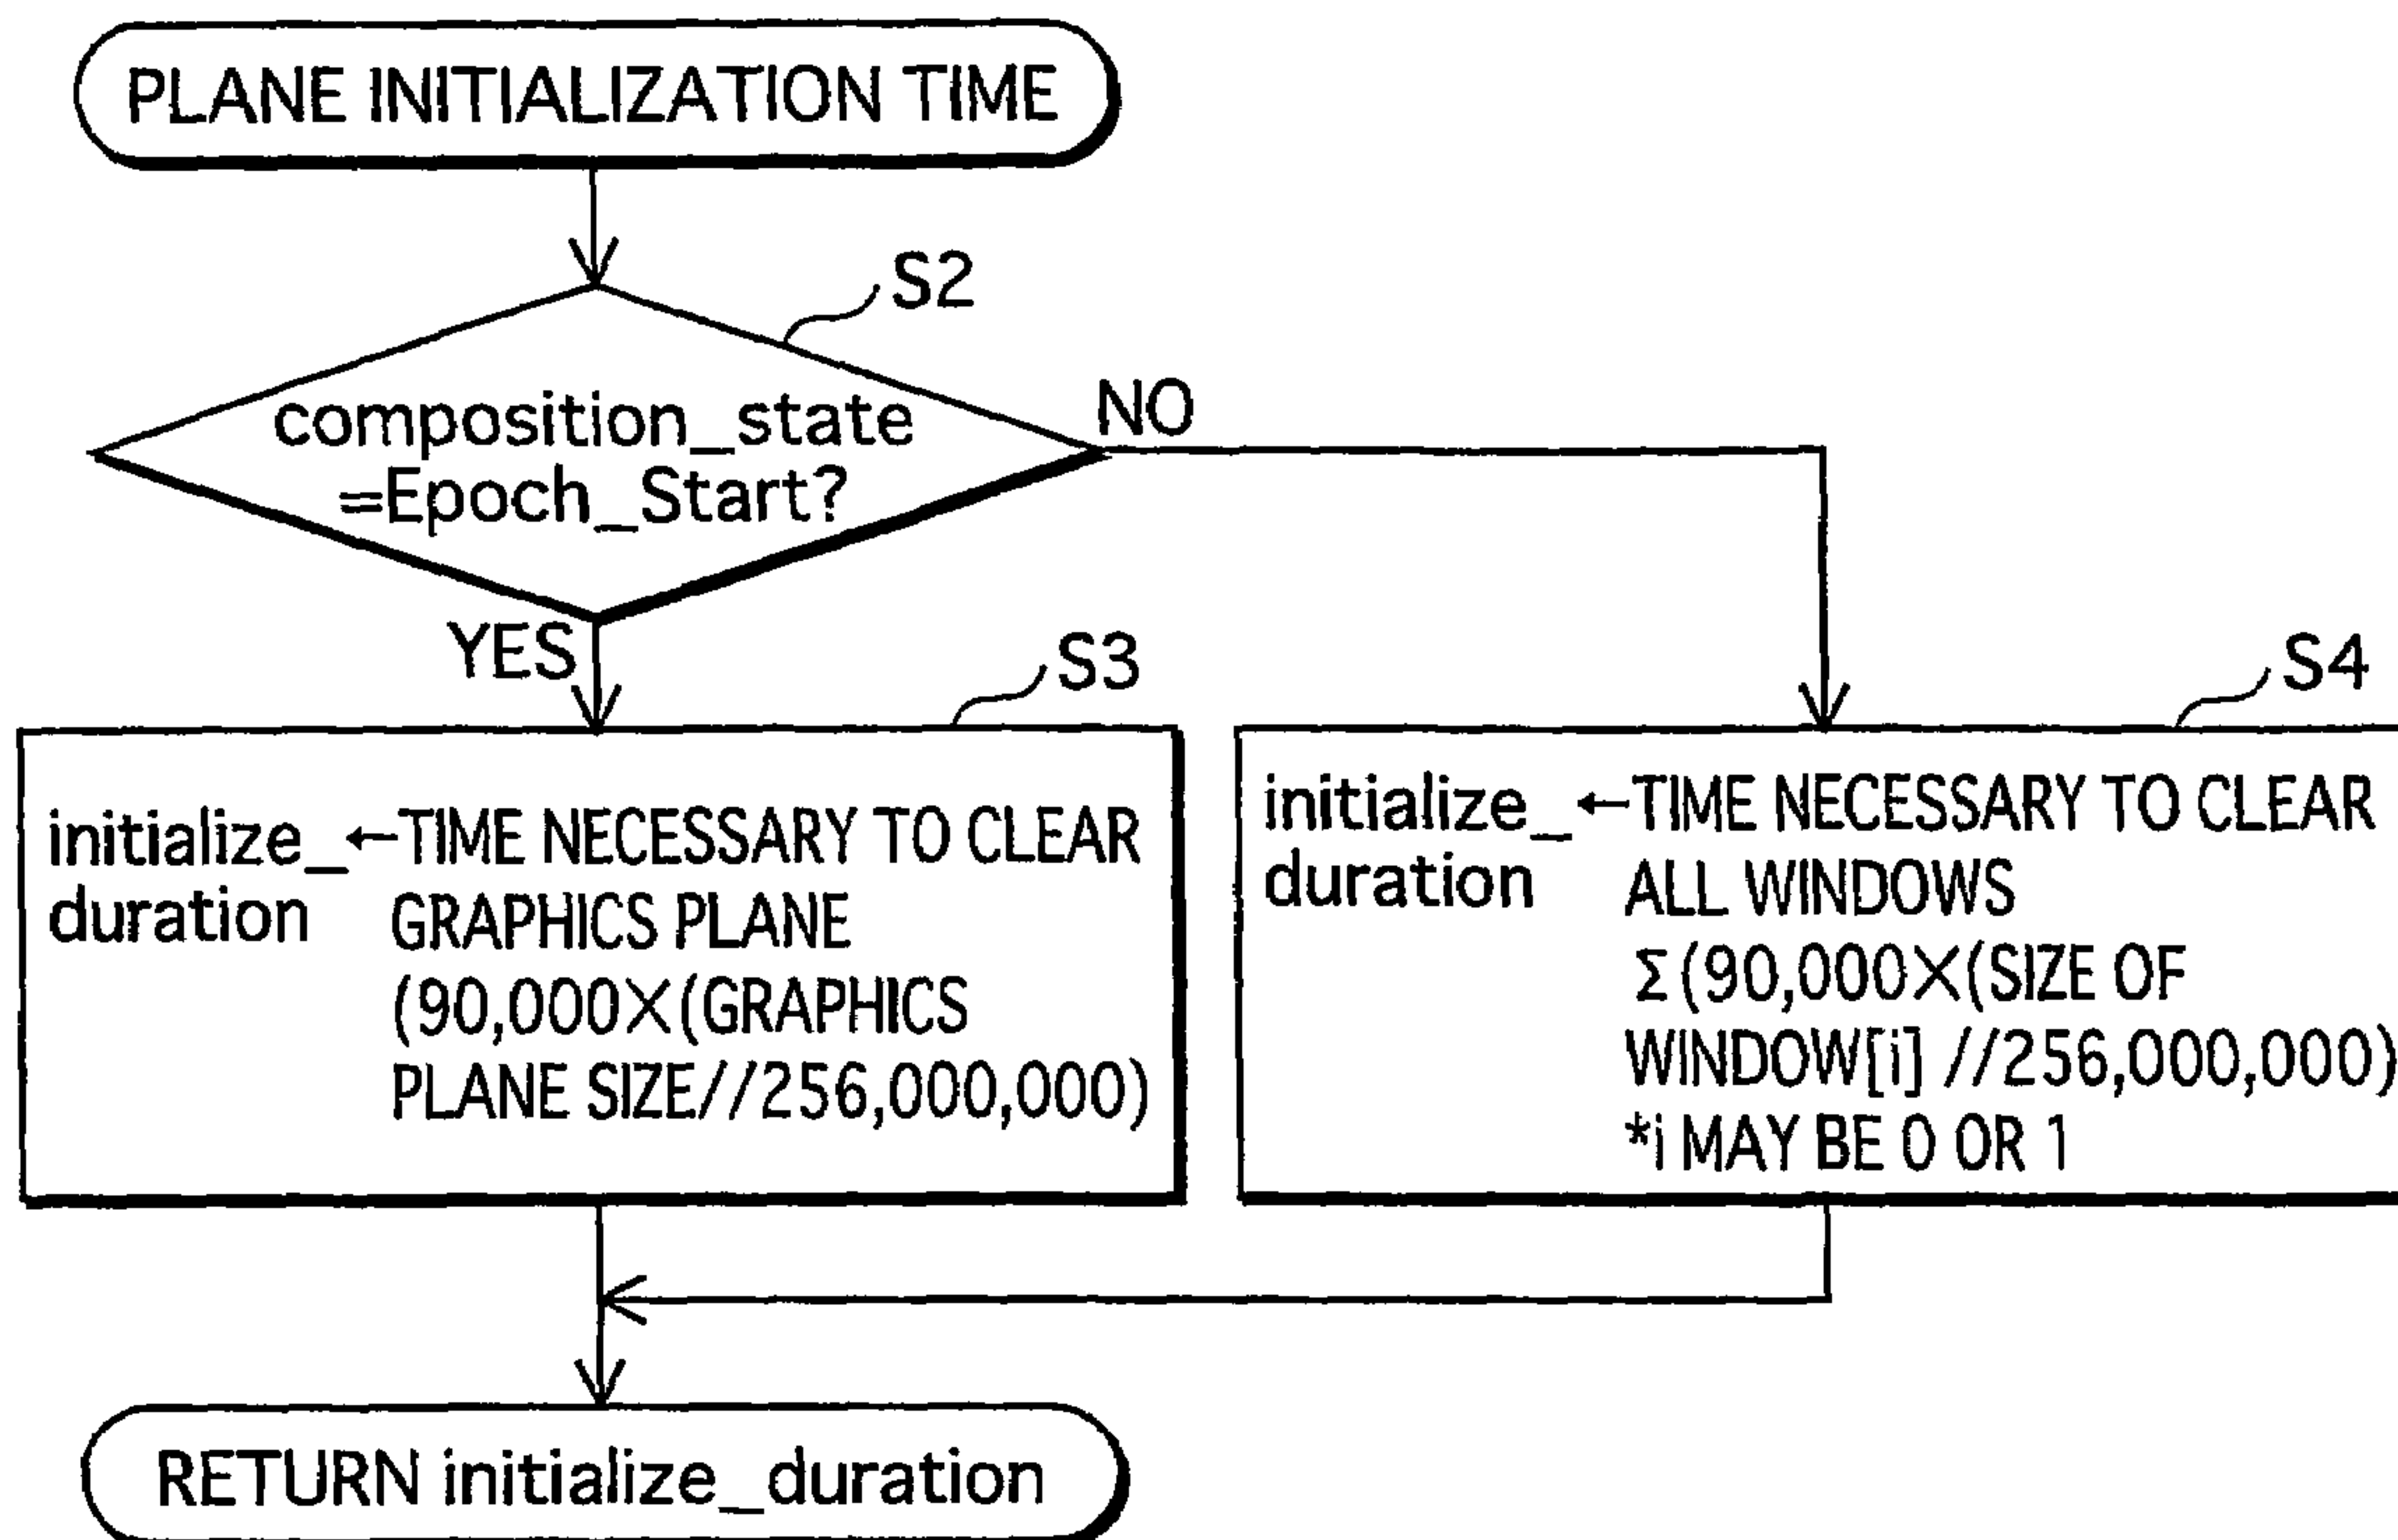 PLANE INITIALIZATION TIME
S2
composition_state
=Epoch_Start?
NO
YES
S3
initialize_←TIME NECESSARY TO CLEAR
duration GRAPHICS PLANE
(90,000×(GRAPHICS
PLANE SIZE//256,000,000)
S4
initialize_←TIME NECESSARY TO CLEAR
duration ALL WINDOWS
Σ(90,000×(SIZE OF
WINDOW[i] //256,000,000)
*i MAY BE 0 OR 1
RETURN initialize_duration